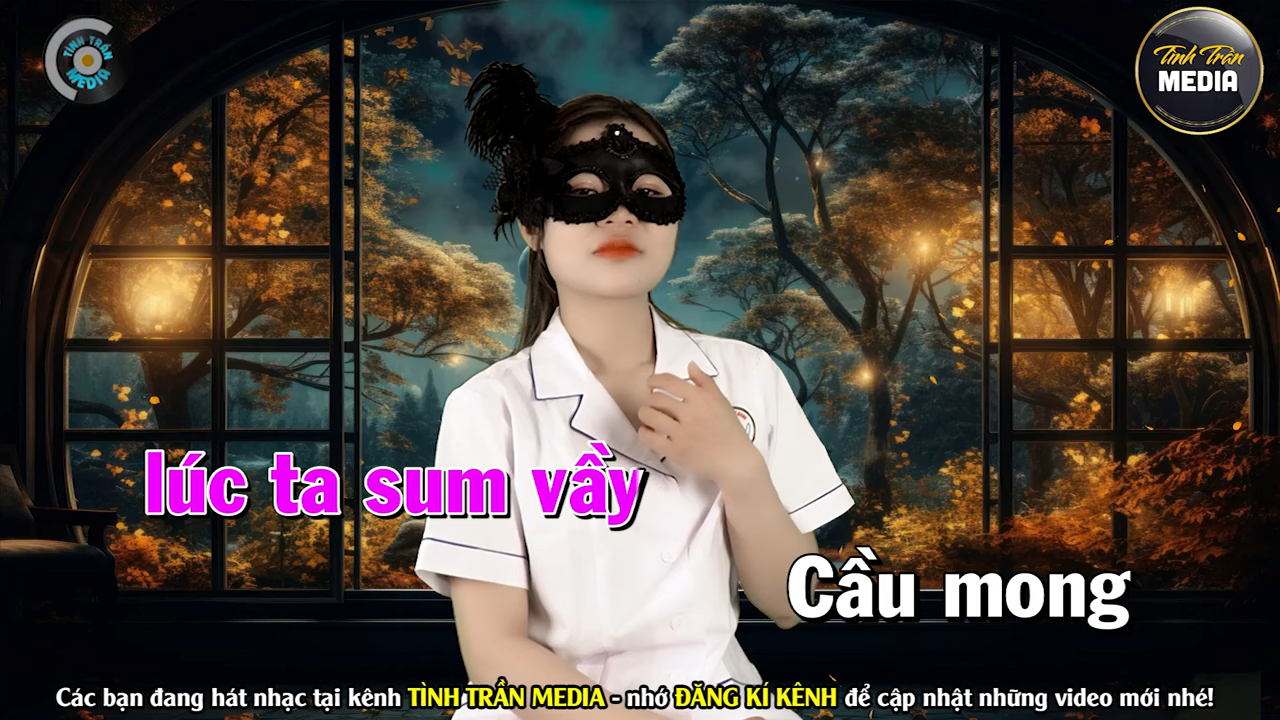 TÌNH TRẦN
MEDIA
Tình Trần
MEDIA
lúc ta sum vầy
Cầu mong
Các bạn đang hát nhạc tại kênh TÌNH TRẦN MEDIA - nhớ ĐĂNG KÍ KÊNH để cập nhật những video mới nhé!